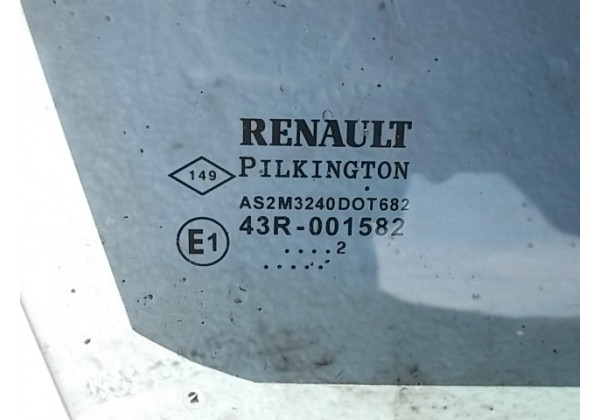 RENAULT
149 PILKINGTON
AS2M3240DOT682
E1 43R-001582
....2
......